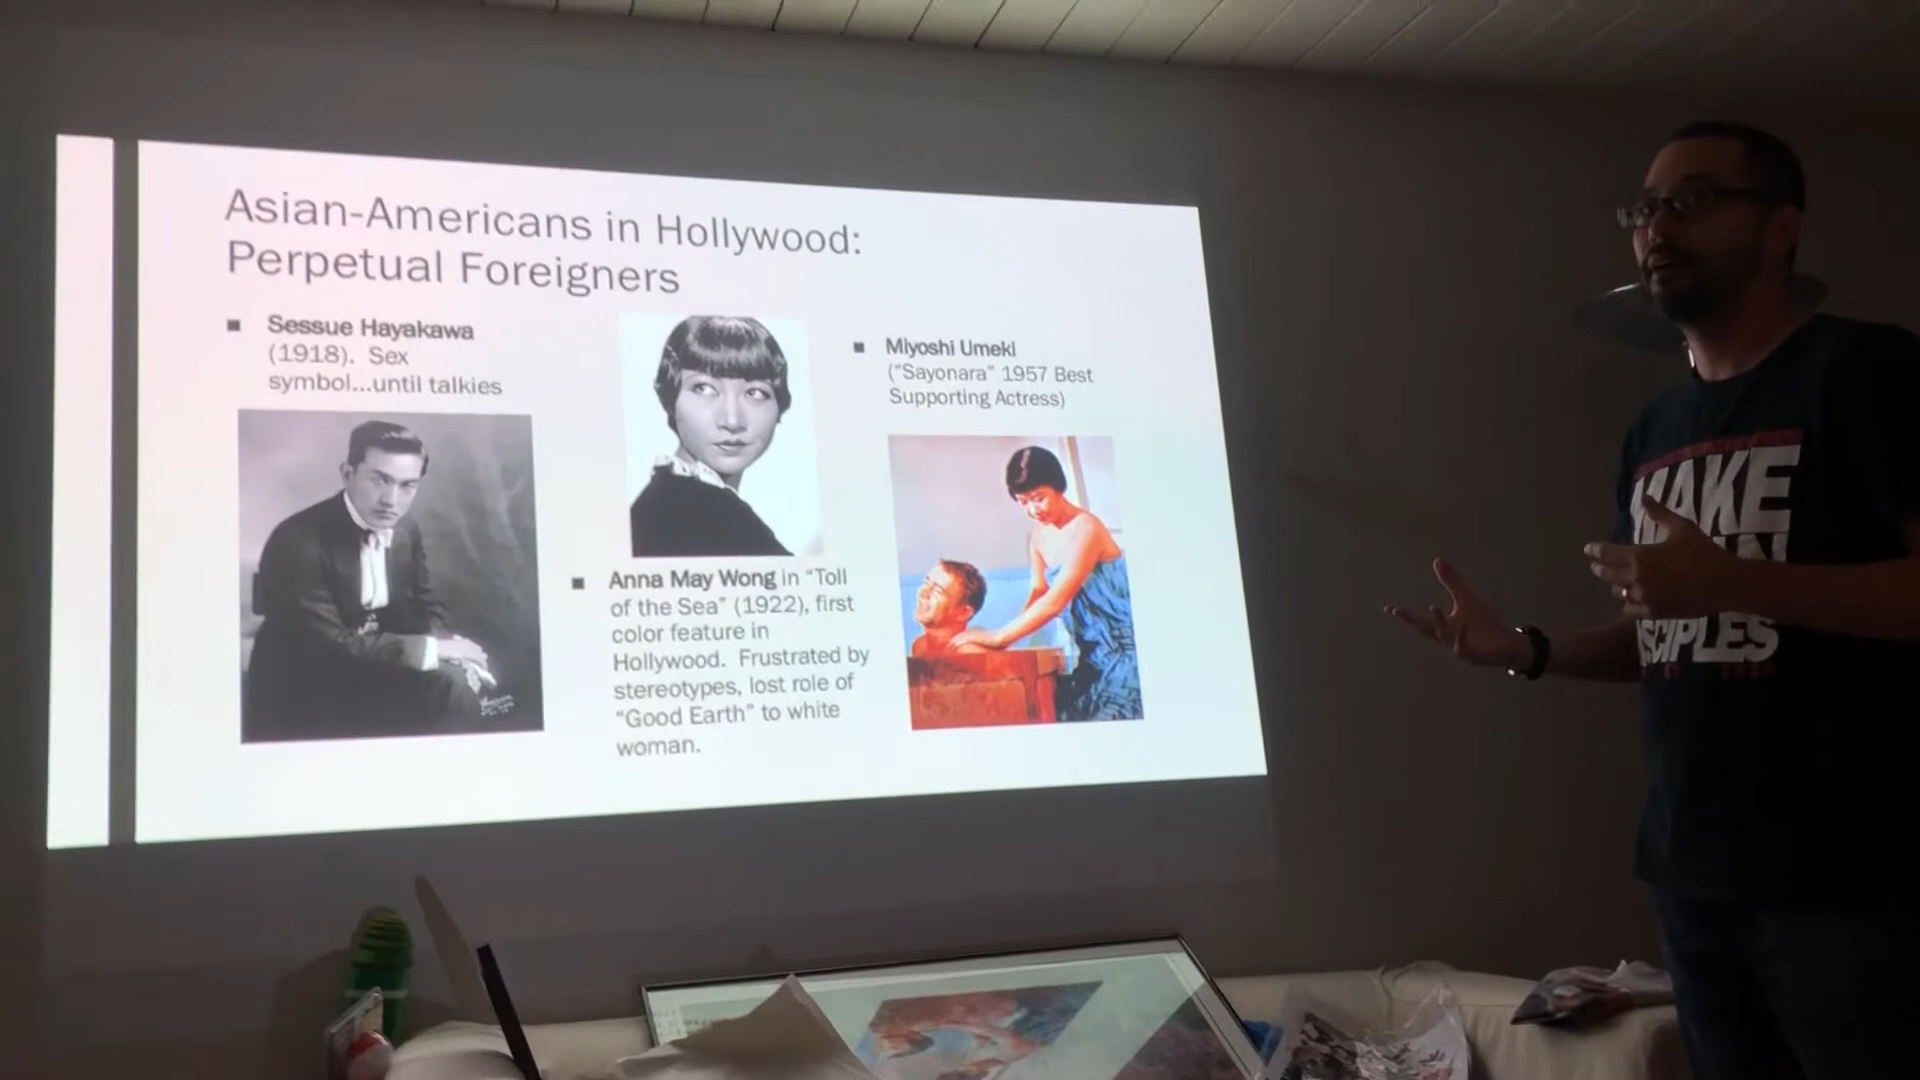 Asian-Americans in Hollywood:
Perpetual Foreigners
Sessue Hayakawa
(1918). Sex
symbol...until talkies
Anna May Wong in “Toll
of the Sea” (1922), first
color feature in
Hollywood. Frustrated by
stereotypes, lost role of
“Good Earth” to white
woman.
Miyoshi Umeki
(“Sayonara” 1957 Best
Supporting Actress)
MAKE
SCIPLES